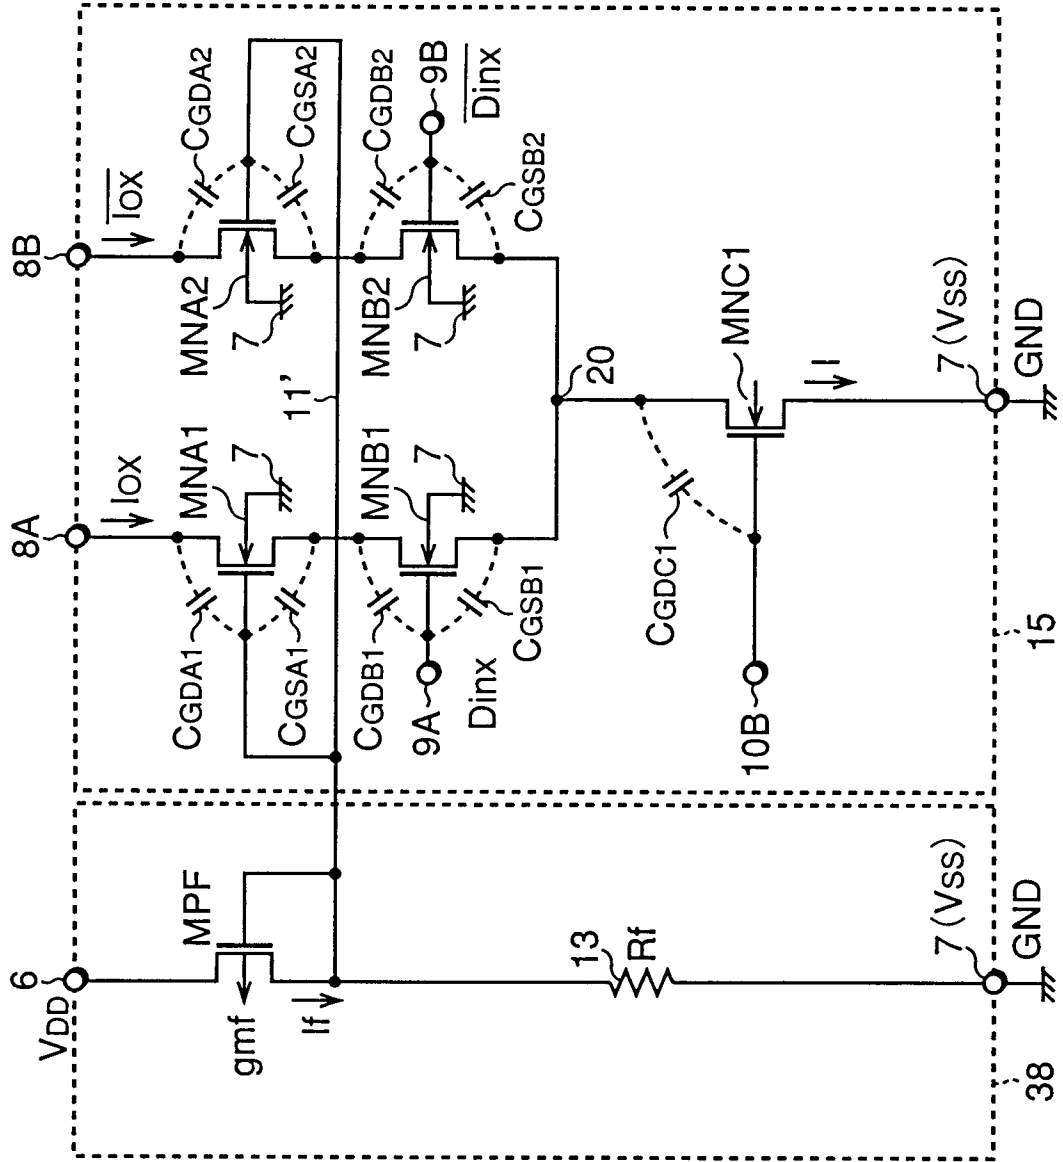 8A
8B
6
VDD
Iox
I̅o̅x̅
MPF
gmf
If
CGDA1
MNA1
7
CGSA1
MNA2
7
CGDA2
CGSA2
11'
CGDB1
MNB1
7
9A
Dinx
CGSB1
MNB2
7
CGDB2
9B
D̅i̅n̅x̅
CGSB2
20
13
Rf
CGDC1
MNC1
10B
I
7 (VSS)
GND
7 (VSS)
GND
38
15